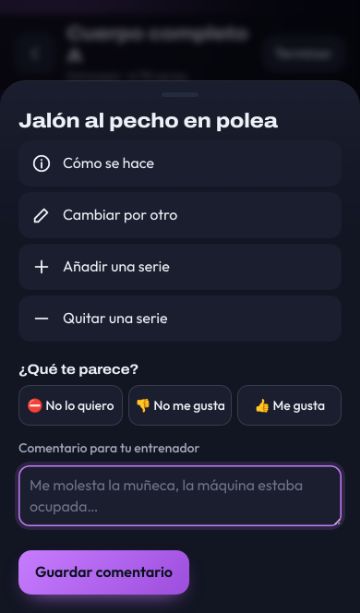 Cuerpo completo
A
Terminar
Jalón al pecho en polea
Cómo se hace
Cambiar por otro
Añadir una serie
Quitar una serie
¿Qué te parece?
⛔ No lo quiero 👎 No me gusta 👍 Me gusta
Comentario para tu entrenador
Me molesta la muñeca, la máquina estaba
ocupada…
Guardar comentario